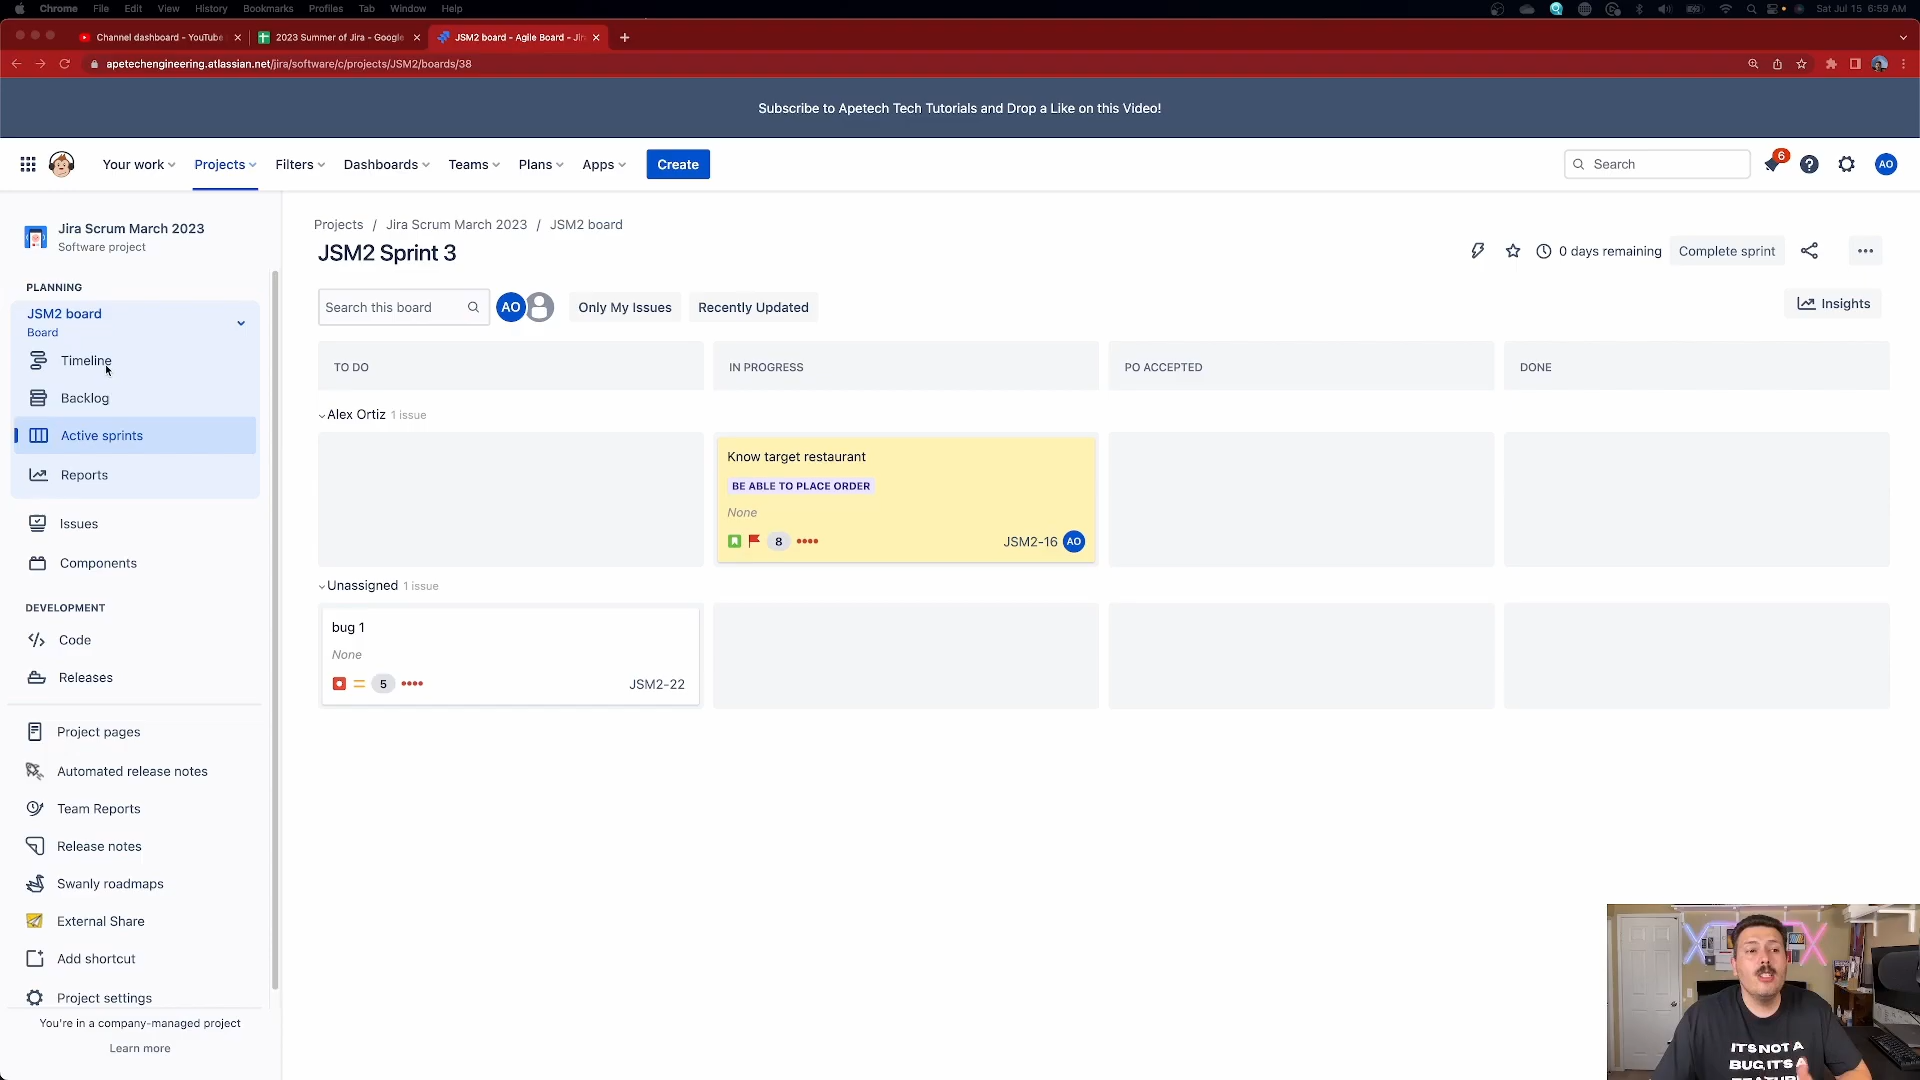 Chrome File Edit View History Bookmarks Profiles Tab Window Help
Sat Jul 15 6:59 AM
Channel dashboard - YouTube
2023 Summer of Jira - Google
JSM2 board - Agile Board - Jira
apetechengineering.atlassian.net/jira/software/c/projects/JSM2/boards/38
Subscribe to Apetech Tech Tutorials and Drop a Like on this Video!
Your work Projects Filters Dashboards Teams Plans Apps Create
Search
6
AO
Jira Scrum March 2023
Software project
PLANNING
JSM2 board
Board
Timeline
Backlog
Active sprints
Reports
Issues
Components
DEVELOPMENT
Code
Releases
Project pages
Automated release notes
Team Reports
Release notes
Swanly roadmaps
External Share
Add shortcut
Project settings
You're in a company-managed project
Learn more
Projects / Jira Scrum March 2023 / JSM2 board
JSM2 Sprint 3
0 days remaining
Complete sprint
Search this board
AO
Only My Issues
Recently Updated
Insights
TO DO
IN PROGRESS
PO ACCEPTED
DONE
Alex Ortiz 1 issue
Know target restaurant
BE ABLE TO PLACE ORDER
None
8
JSM2-16
AO
Unassigned 1 issue
bug 1
None
5
JSM2-22
IT'S NOT A
BUG, IT'S A
FEATURE